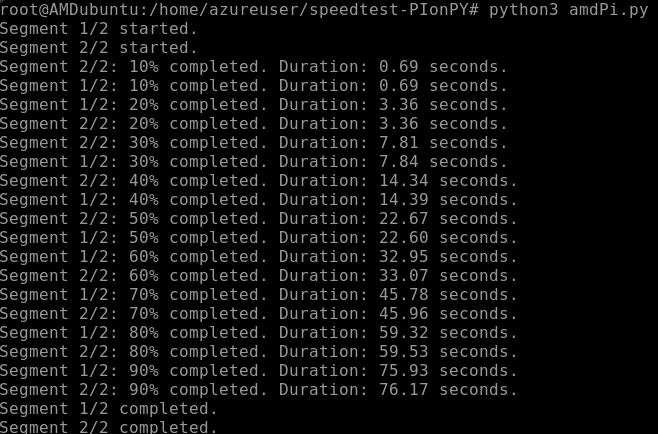 root@AMDubuntu:/home/azureuser/speedtest-PIonPY# python3 amdPi.py
Segment 1/2 started.
Segment 2/2 started.
Segment 2/2: 10% completed. Duration: 0.69 seconds.
Segment 1/2: 10% completed. Duration: 0.69 seconds.
Segment 1/2: 20% completed. Duration: 3.36 seconds.
Segment 2/2: 20% completed. Duration: 3.36 seconds.
Segment 2/2: 30% completed. Duration: 7.81 seconds.
Segment 1/2: 30% completed. Duration: 7.84 seconds.
Segment 2/2: 40% completed. Duration: 14.34 seconds.
Segment 1/2: 40% completed. Duration: 14.39 seconds.
Segment 2/2: 50% completed. Duration: 22.67 seconds.
Segment 1/2: 50% completed. Duration: 22.60 seconds.
Segment 1/2: 60% completed. Duration: 32.95 seconds.
Segment 2/2: 60% completed. Duration: 33.07 seconds.
Segment 1/2: 70% completed. Duration: 45.78 seconds.
Segment 2/2: 70% completed. Duration: 45.96 seconds.
Segment 1/2: 80% completed. Duration: 59.32 seconds.
Segment 2/2: 80% completed. Duration: 59.53 seconds.
Segment 1/2: 90% completed. Duration: 75.93 seconds.
Segment 2/2: 90% completed. Duration: 76.17 seconds.
Segment 1/2 completed.
Segment 2/2 completed.